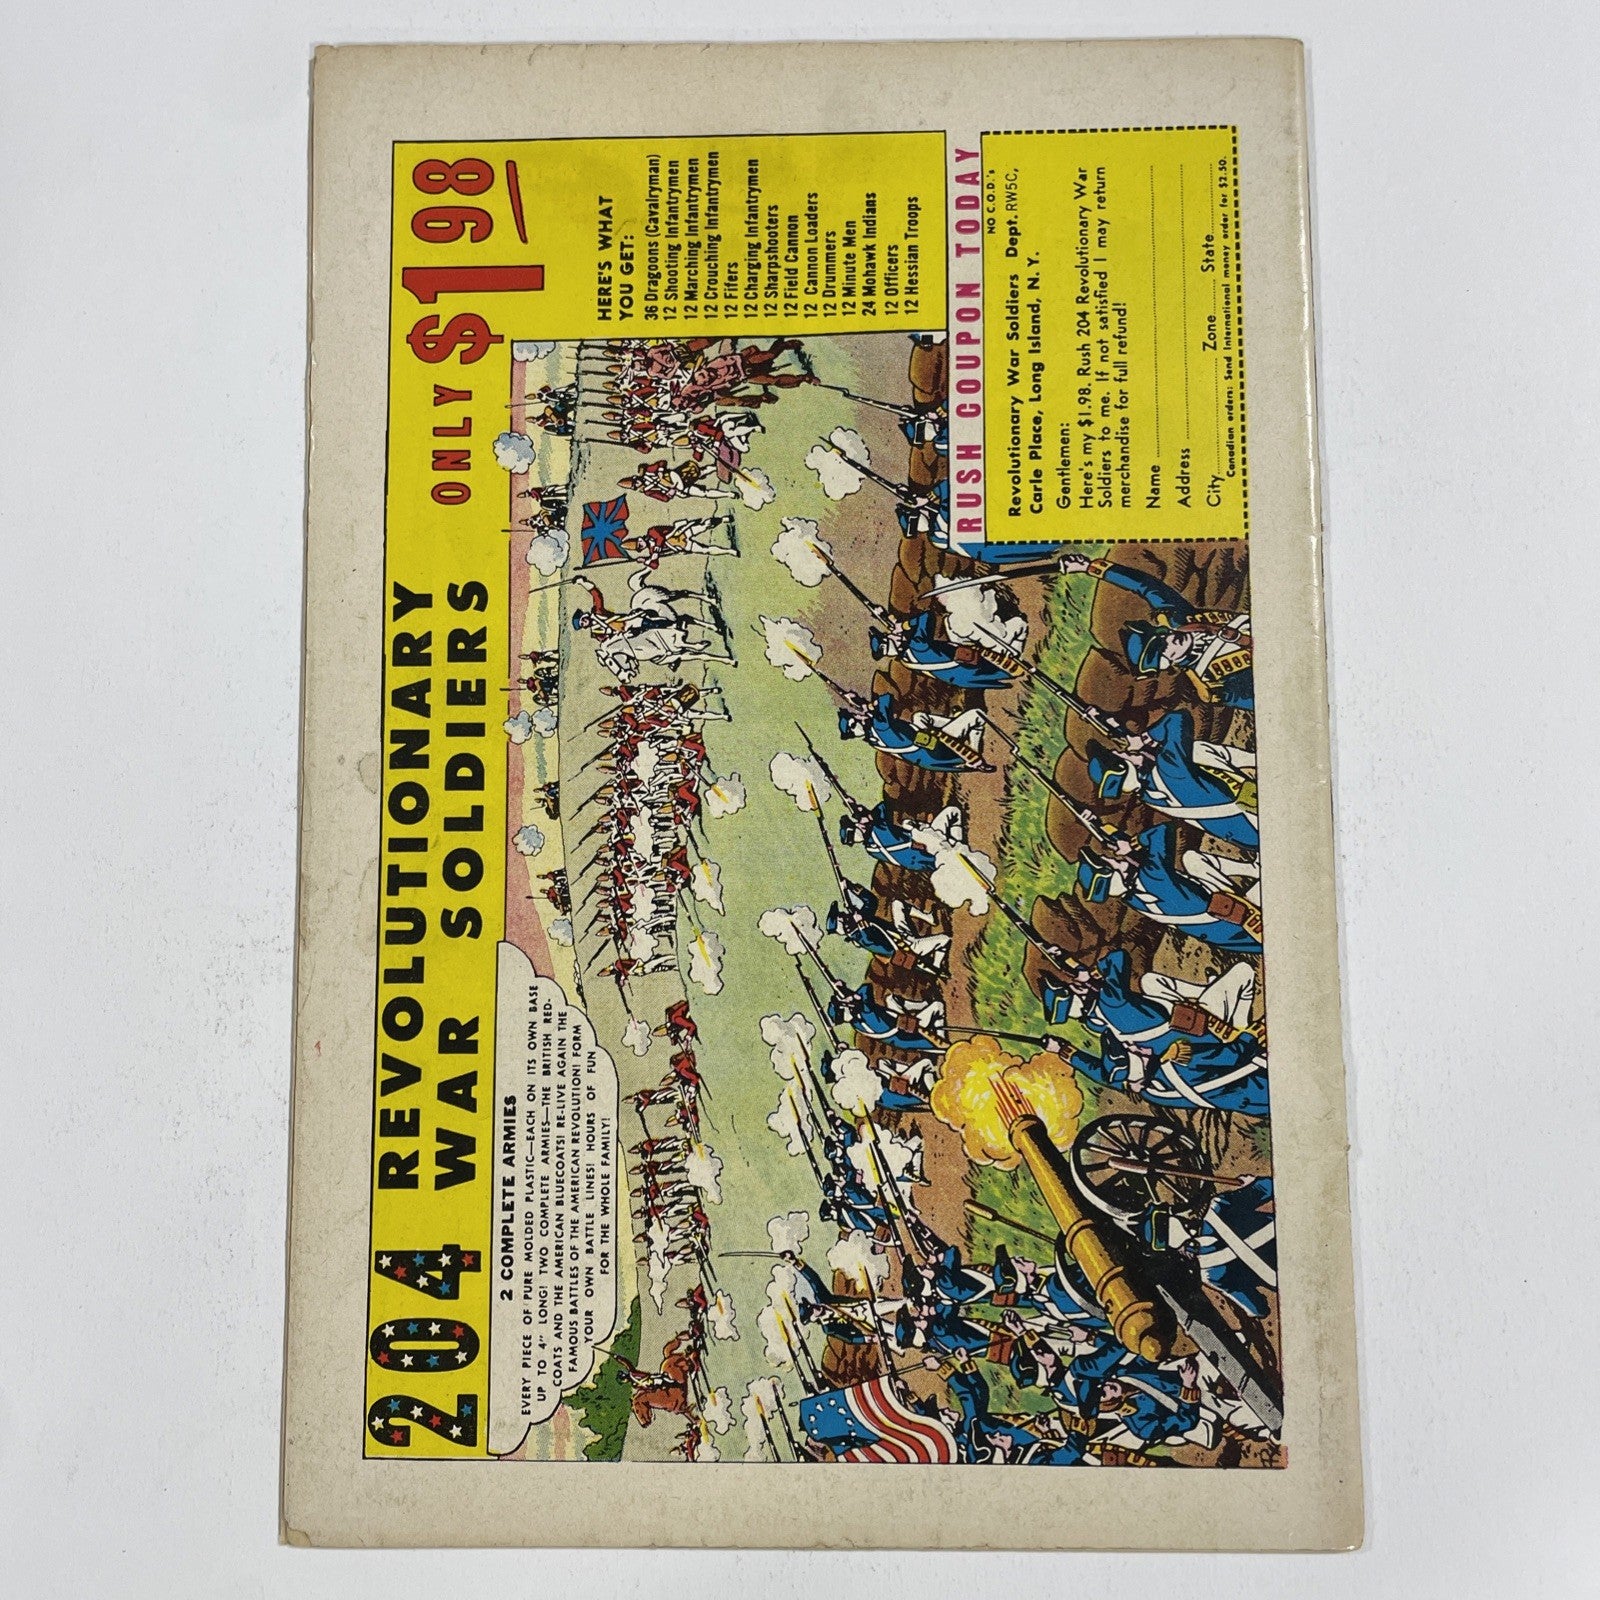 204 REVOLUTIONARY
WAR SOLDIERS
ONLY $1 98
2 COMPLETE ARMIES
EVERY PIECE OF PURE MOLDED PLASTIC—EACH ON ITS OWN BASE
UP TO 4" LONG! TWO COMPLETE ARMIES—THE BRITISH RED-
COATS AND THE AMERICAN BLUECOATS! RE-LIVE AGAIN THE
FAMOUS BATTLES OF THE AMERICAN REVOLUTION! FORM
YOUR OWN BATTLE LINES! HOURS OF FUN
FOR THE WHOLE FAMILY!
HERE'S WHAT
YOU GET:
36 Dragoons (Cavalryman)
12 Shooting Infantrymen
12 Marching Infantrymen
12 Crouching Infantrymen
12 Fifers
12 Charging Infantrymen
12 Sharpshooters
12 Field Cannon
12 Cannon Loaders
12 Drummers
12 Minute Men
24 Mohawk Indians
12 Officers
12 Hessian Troops
RUSH COUPON TODAY
NO C.O.D.'s
Revolutionary War Soldiers Dept. RW5C,
Carle Place, Long Island, N. Y.
Gentlemen:
Here's my $1.98. Rush 204 Revolutionary War
Soldiers to me. If not satisfied I may return
merchandise for full refund!
Name
Address
City Zone State
Canadian orders: Send International money order for $2.50.